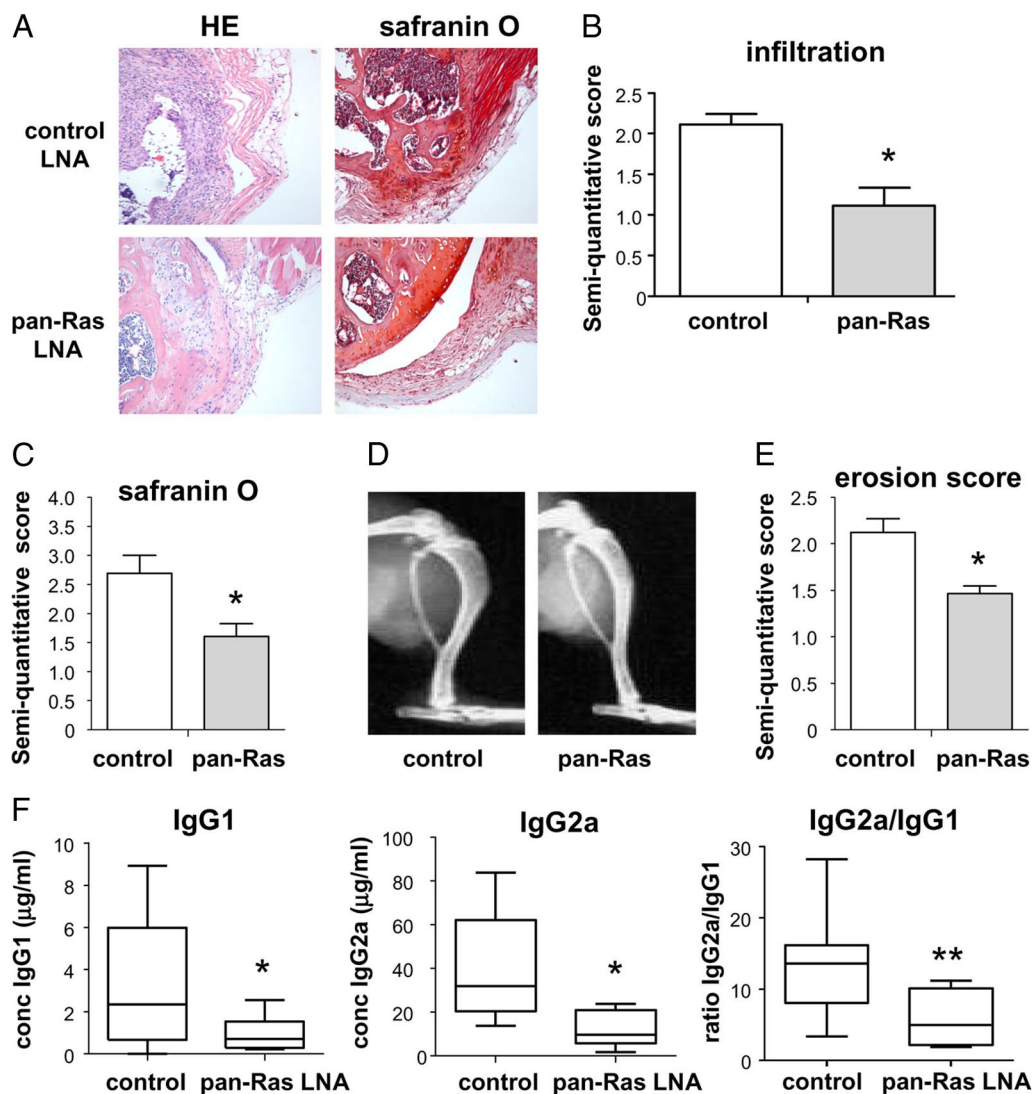 A
HE
safranin O
control
LNA
pan-Ras
LNA
B
infiltration
Semi-quantitative score
2.5
2.0
1.5
1.0
0.5
0
*
control
pan-Ras
C
safranin O
Semi-quantitative score
4.0
3.5
3.0
2.5
2.0
1.5
1.0
0.5
0
*
control
pan-Ras
D
control
pan-Ras
E
erosion score
Semi-quantitative score
2.5
2.0
1.5
1.0
0.5
0
*
control
pan-Ras
F
IgG1
conc IgG1 (μg/ml)
10
8
6
4
2
0
*
control
pan-Ras LNA
IgG2a
conc IgG2a (μg/ml)
100
80
60
40
20
0
*
control
pan-Ras LNA
IgG2a/IgG1
ratio IgG2a/IgG1
30
20
10
0
**
control
pan-Ras LNA